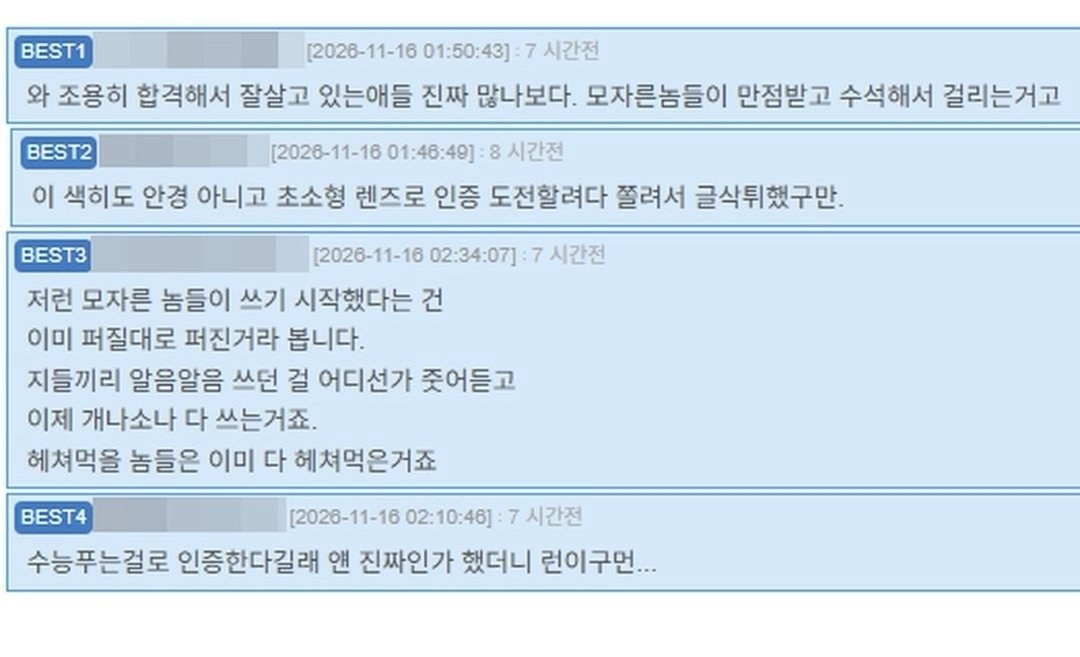 BEST1 [2026-11-16 01:50:43] : 7 시간전
와 조용히 합격해서 잘살고 있는애들 진짜 많나보다. 모자른놈들이 만점받고 수석해서 걸리는거고
BEST2 [2026-11-16 01:46:49] : 8 시간전
이 색히도 안경 아니고 초소형 렌즈로 인증 도전할려다 쫄려서 글삭튀했구만.
BEST3 [2026-11-16 02:34:07] : 7 시간전
저런 모자른 놈들이 쓰기 시작했다는 건
이미 퍼질대로 퍼진거라 봅니다.
지들끼리 알음알음 쓰던 걸 어디선가 줏어듣고
이제 개나소나 다 쓰는거죠.
헤쳐먹을 놈들은 이미 다 헤쳐먹은거죠
BEST4 [2026-11-16 02:10:46] : 7 시간전
수능푸는걸로 인증한다길래 얜 진짜인가 했더니 런이구먼...